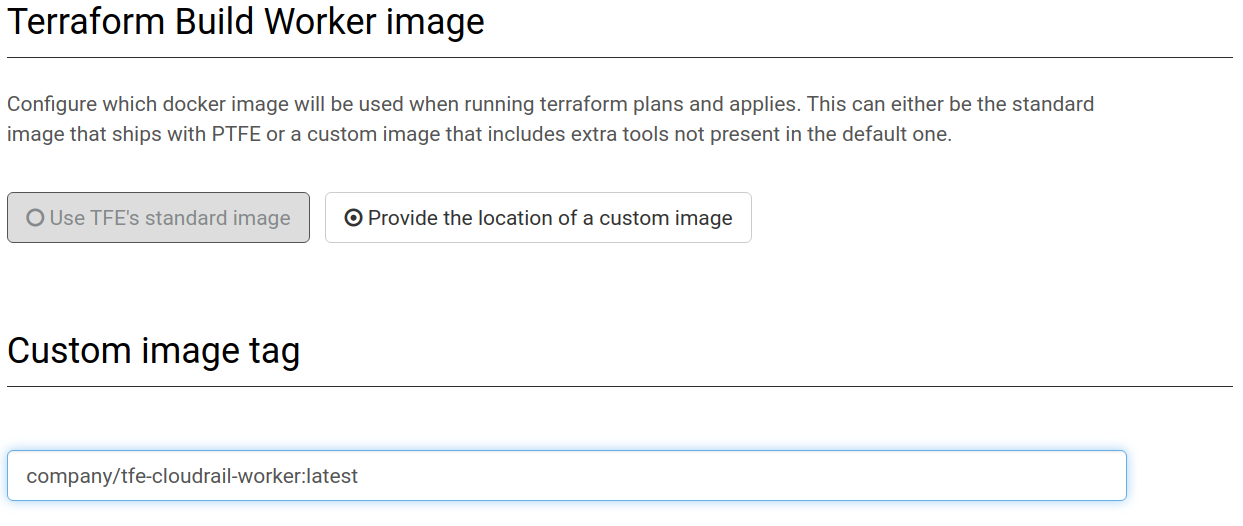 Terraform Build Worker image
Configure which docker image will be used when running terraform plans and applies. This can either be the standard
image that ships with PTFE or a custom image that includes extra tools not present in the default one.
Use TFE's standard image
Provide the location of a custom image
Custom image tag
company/tfe-cloudrail-worker:latest